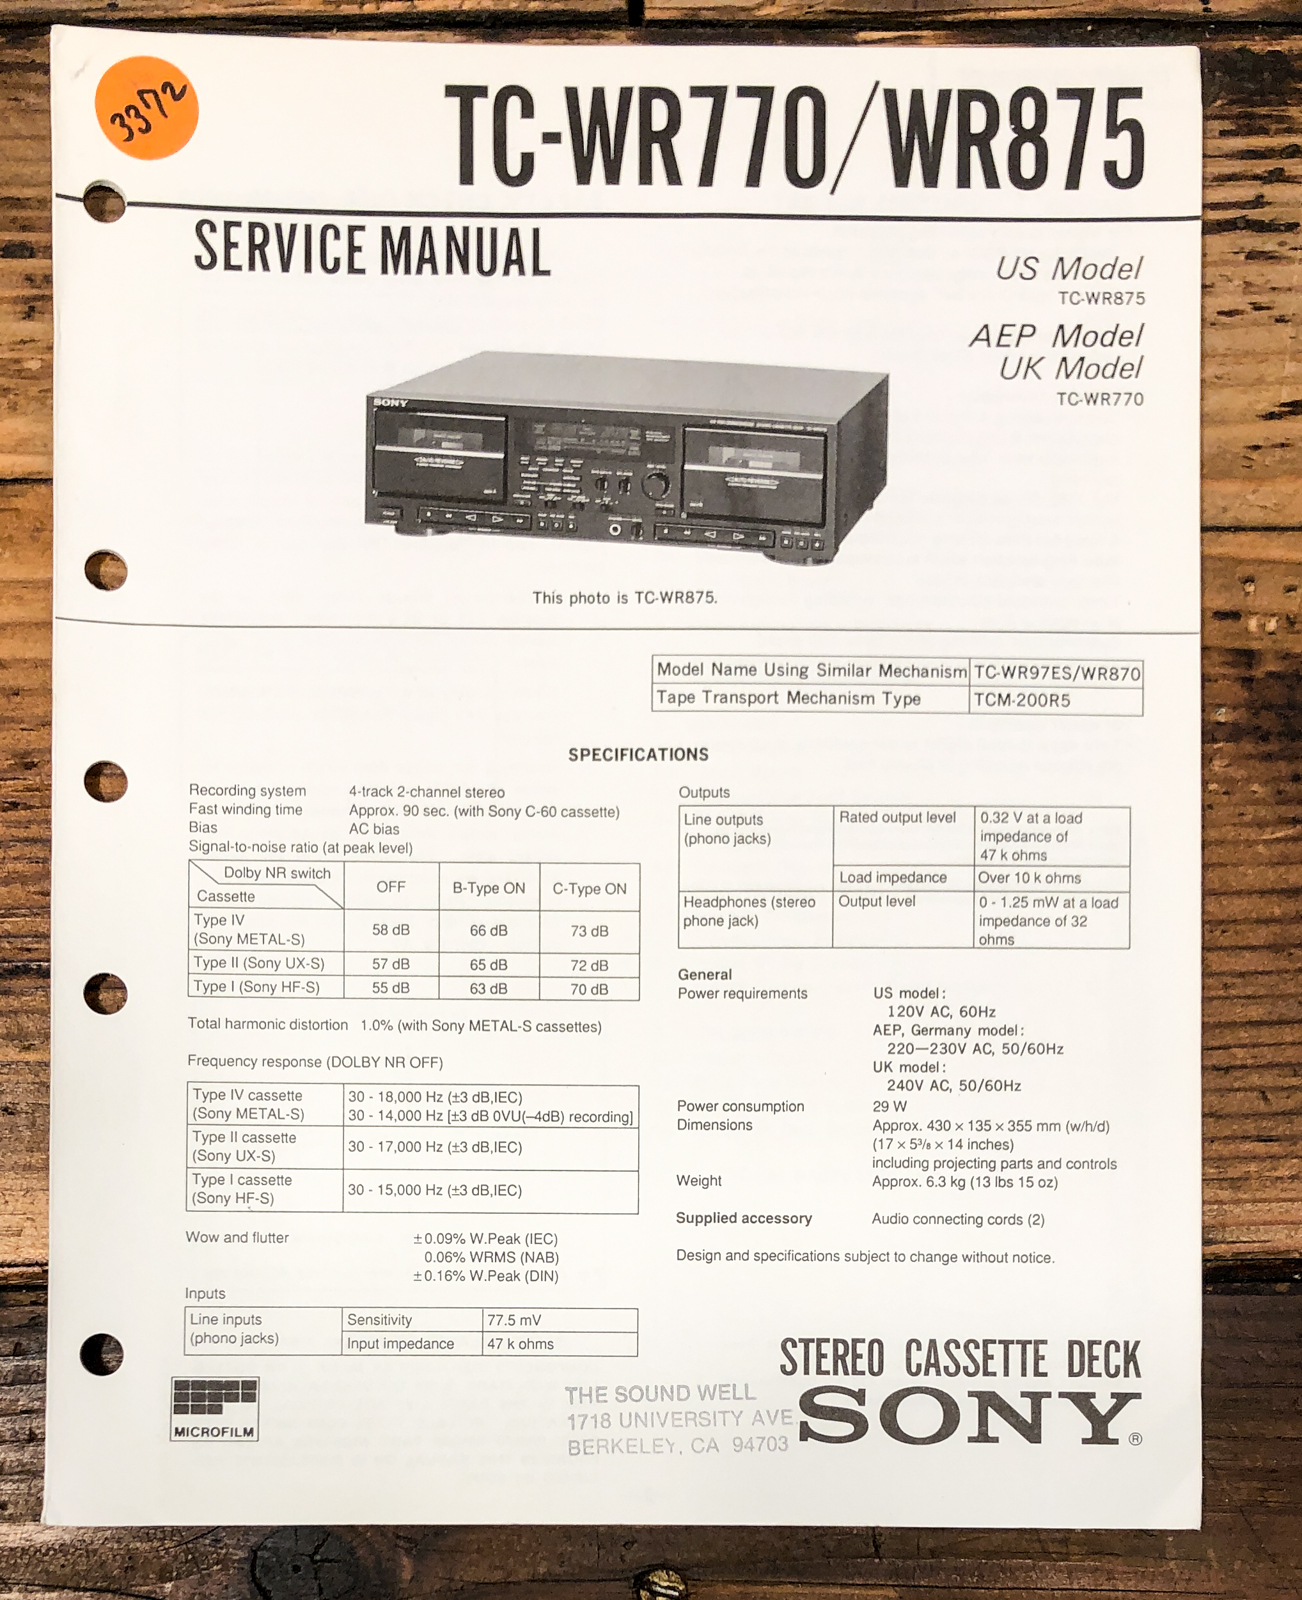 3372
TC-WR770/WR875
SERVICE MANUAL
US Model
TC-WR875
AEP Model
UK Model
TC-WR770
SONY
This photo is TC-WR875.
Model Name Using Similar Mechanism TC-WR97ES/WR870
Tape Transport Mechanism Type TCM-200R5
SPECIFICATIONS
Recording system 4-track 2-channel stereo
Fast winding time Approx. 90 sec. (with Sony C-60 cassette)
Bias AC bias
Signal-to-noise ratio (at peak level)
Dolby NR switch
Cassette
OFF B-Type ON C-Type ON
Type IV
(Sony METAL-S) 58 dB 66 dB 73 dB
Type II (Sony UX-S) 57 dB 65 dB 72 dB
Type I (Sony HF-S) 55 dB 63 dB 70 dB
Total harmonic distortion 1.0% (with Sony METAL-S cassettes)
Frequency response (DOLBY NR OFF)
Type IV cassette 30 - 18,000 Hz (±3 dB,IEC)
(Sony METAL-S) 30 - 14,000 Hz [±3 dB 0VU(–4dB) recording]
Type II cassette
(Sony UX-S) 30 - 17,000 Hz (±3 dB,IEC)
Type I cassette
(Sony HF-S) 30 - 15,000 Hz (±3 dB,IEC)
Wow and flutter ±0.09% W.Peak (IEC)
0.06% WRMS (NAB)
±0.16% W.Peak (DIN)
Inputs
Line inputs Sensitivity 77.5 mV
(phono jacks) Input impedance 47 k ohms
Outputs
Line outputs Rated output level 0.32 V at a load
(phono jacks) impedance of
47 k ohms
Load impedance Over 10 k ohms
Headphones (stereo Output level 0 - 1.25 mW at a load
phone jack) impedance of 32
ohms
General
Power requirements US model:
120V AC, 60Hz
AEP, Germany model:
220—230V AC, 50/60Hz
UK model:
240V AC, 50/60Hz
Power consumption 29 W
Dimensions Approx. 430 × 135 × 355 mm (w/h/d)
(17 × 5 3/8 × 14 inches)
including projecting parts and controls
Weight Approx. 6.3 kg (13 lbs 15 oz)
Supplied accessory Audio connecting cords (2)
Design and specifications subject to change without notice.
MICROFILM
THE SOUND WELL
1718 UNIVERSITY AVE
BERKELEY, CA 94703
STEREO CASSETTE DECK
SONY®